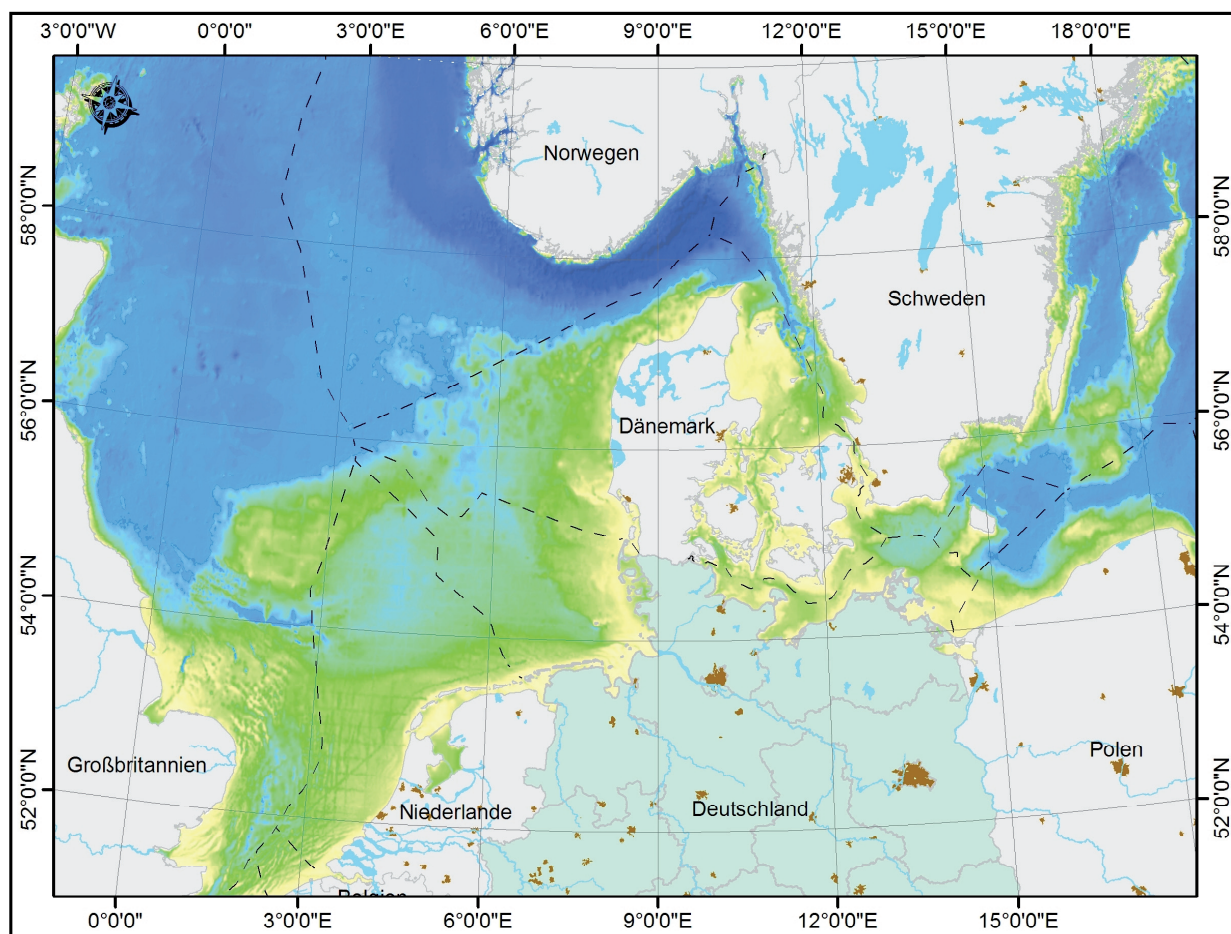 3°0'0"W 0°0'0" 3°0'0"E 6°0'0"E 9°0'0"E 12°0'0"E 15°0'0"E 18°0'0"E
Norwegen
58°0'0"N
58°0'0"N
Schweden
56°0'0"N
56°0'0"N
Dänemark
54°0'0"N
54°0'0"N
Großbritannien
Polen
52°0'0"N
52°0'0"N
Niederlande
Deutschland
Belgien
0°0'0" 3°0'0"E 6°0'0"E 9°0'0"E 12°0'0"E 15°0'0"E